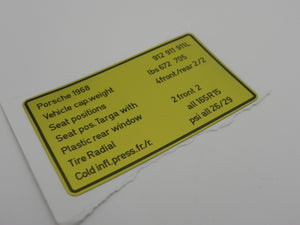 Porsche 1968 912 911 911L
Vehicle cap.weight lbs 672 705
Seat positions 4front/rear 2/2
Seat pos.Targa with
Plastic rear window 2 front 2
Tire Radial all 165R15
Cold infl.press.fr./r. psi all 26/29